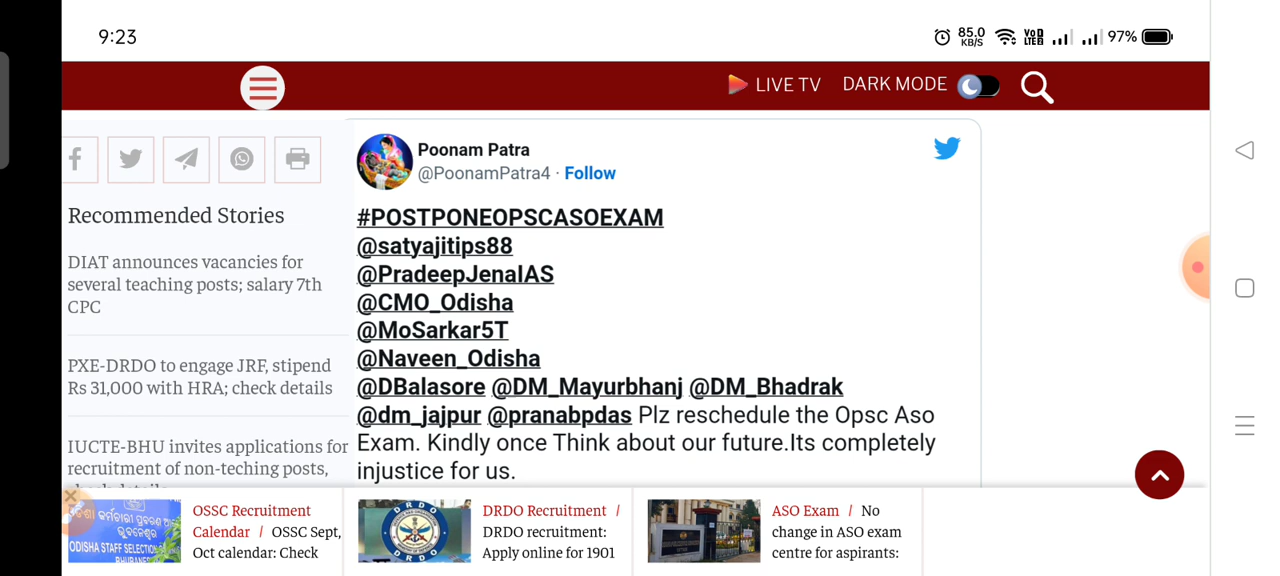 9:23
85.0
KB/S
97%
LIVE TV
DARK MODE
Poonam Patra
@PoonamPatra4 · Follow
Recommended Stories
DIAT announces vacancies for
several teaching posts; salary 7th
CPC
PXE-DRDO to engage JRF, stipend
Rs 31,000 with HRA; check details
IUCTE-BHU invites applications for
recruitment of non-teching posts,
#POSTPONEOPSCASOEXAM
@satyajitips88
@PradeepJenaIAS
@CMO_Odisha
@MoSarkar5T
@Naveen_Odisha
@DBalasore @DM_Mayurbhanj @DM_Bhadrak
@dm_jajpur @pranabpdas Plz reschedule the Opsc Aso
Exam. Kindly once Think about our future.Its completely
injustice for us.
ODISHA STAFF SELECTION
OSSC Recruitment
Calendar / OSSC Sept,
Oct calendar: Check
DRDO
DRDO Recruitment /
DRDO recruitment:
Apply online for 1901
ASO Exam / No
change in ASO exam
centre for aspirants: